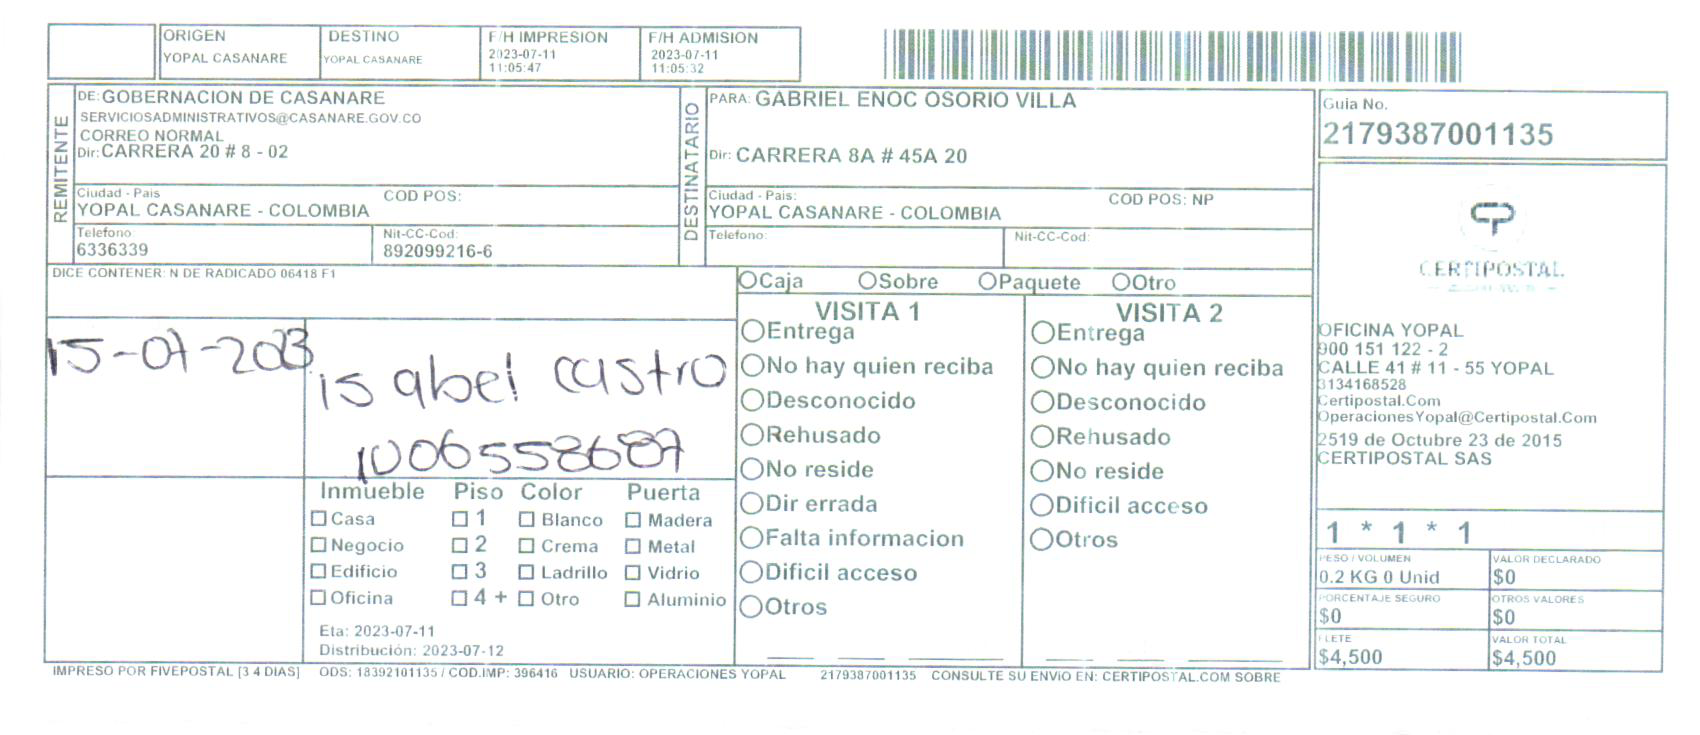 ORIGEN
YOPAL CASANARE
DESTINO
YOPAL CASANARE
F/H IMPRESION
2023-07-11
11:05:47
F/H ADMISION
2023-07-11
11:05:32
REMITENTE
DE: GOBERNACION DE CASANARE
SERVICIOSADMINISTRATIVOS@CASANARE.GOV.CO
CORREO NORMAL
Dir: CARRERA 20 # 8 - 02
Ciudad - Pais
COD POS:
YOPAL CASANARE - COLOMBIA
Telefono
6336339
Nit-CC-Cod:
892099216-6
DESTINATARIO
PARA: GABRIEL ENOC OSORIO VILLA
Dir: CARRERA 8A # 45A 20
Ciudad - Pais:
COD POS: NP
YOPAL CASANARE - COLOMBIA
Telefono:
Nit-CC-Cod:
Guia No.
2179387001135
CERTIPOSTAL
OFICINA YOPAL
900 151 122 - 2
CALLE 41 # 11 - 55 YOPAL
3134168528
Certipostal.Com
OperacionesYopal@Certipostal.Com
2519 de Octubre 23 de 2015
CERTIPOSTAL SAS
1 * 1 * 1
PESO / VOLUMEN
0.2 KG 0 Unid
VALOR DECLARADO
$0
PORCENTAJE SEGURO
$0
OTROS VALORES
$0
FLETE
$4,500
VALOR TOTAL
$4,500
DICE CONTENER: N DE RADICADO 06418 F1
Caja Sobre Paquete Otro
15-07-2023
isabel castro
1006558687
VISITA 1
Entrega
No hay quien reciba
Desconocido
Rehusado
No reside
Dir errada
Falta informacion
Dificil acceso
Otros
VISITA 2
Entrega
No hay quien reciba
Desconocido
Rehusado
No reside
Dificil acceso
Otros
Inmueble Piso Color Puerta
Casa 1 Blanco Madera
Negocio 2 Crema Metal
Edificio 3 Ladrillo Vidrio
Oficina 4 + Otro Aluminio
Eta: 2023-07-11
Distribución: 2023-07-12
IMPRESO POR FIVEPOSTAL [3 4 DIAS] ODS: 18392101135 / COD.IMP: 396416 USUARIO: OPERACIONES YOPAL 2179387001135 CONSULTE SU ENVIO EN: CERTIPOSTAL.COM SOBRE